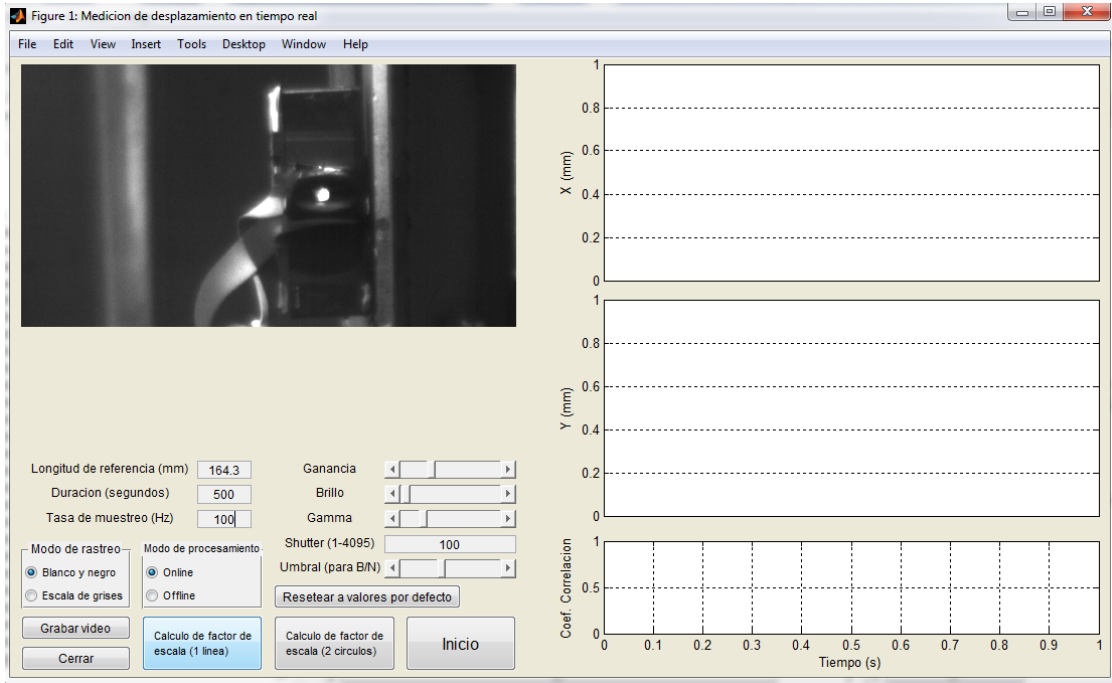 Figure 1: Medicion de desplazamiento en tiempo real
File Edit View Insert Tools Desktop Window Help
1
0.8
0.6
0.4
0.2
0
X (mm)
1
0.8
0.6
0.4
0.2
0
Y (mm)
1
0.5
0
Coef. Correlacion
0 0.1 0.2 0.3 0.4 0.5 0.6 0.7 0.8 0.9 1
Tiempo (s)
Longitud de referencia (mm) 164.3
Duracion (segundos) 500
Tasa de muestreo (Hz) 100
Ganancia
Brillo
Gamma
Shutter (1-4095) 100
Umbral (para B/N)
Resetear a valores por defecto
Modo de rastreo
Blanco y negro
Escala de grises
Modo de procesamiento
Online
Offline
Grabar video
Cerrar
Calculo de factor de
escala (1 linea)
Calculo de factor de
escala (2 circulos)
Inicio